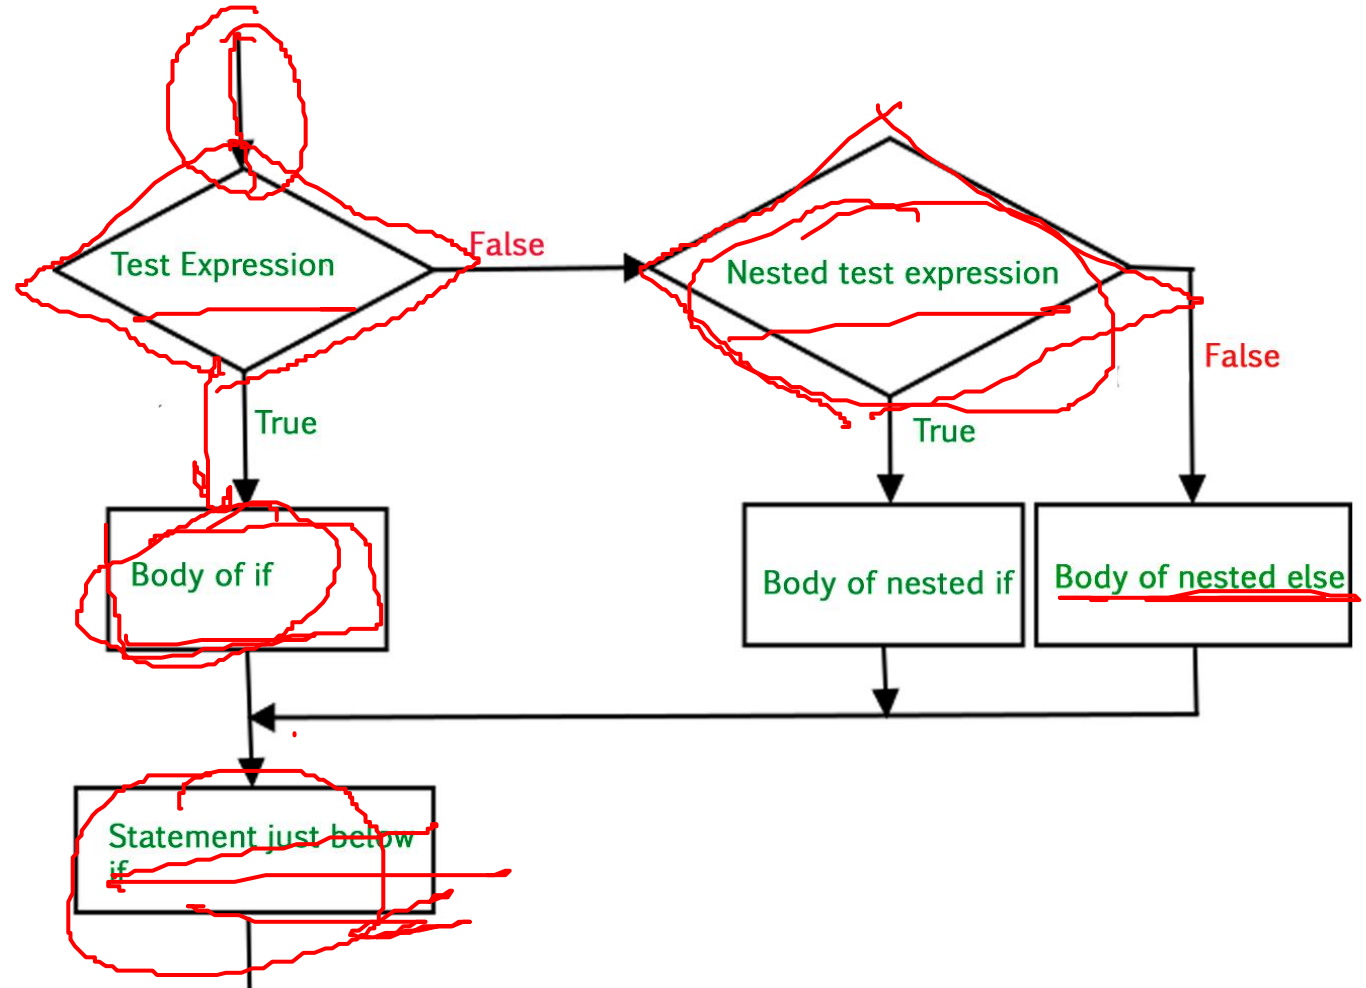 False
Test Expression
Nested test expression
False
True
True
Body of if
Body of nested if
Body of nested else
Statement just below
if